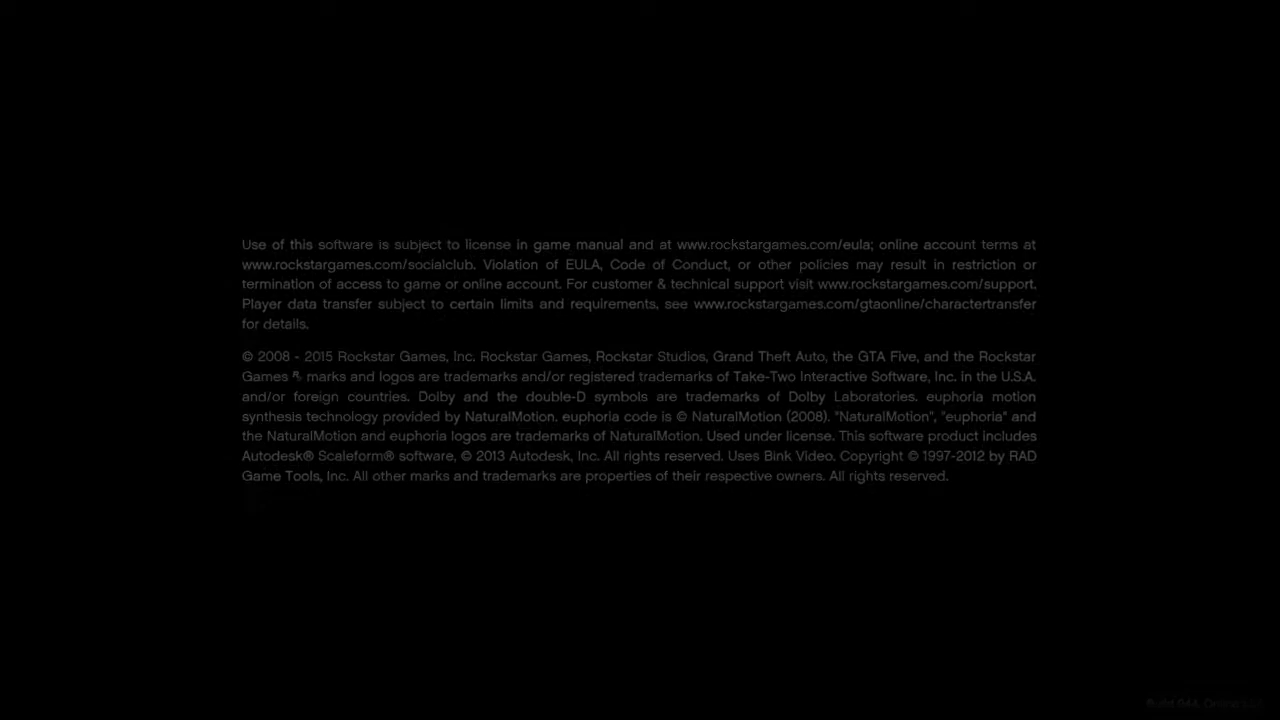 Use of this software is subject to license in game manual and at www.rockstargames.com/eula; online account terms at
www.rockstargames.com/socialclub. Violation of EULA, Code of Conduct, or other policies may result in restriction or
termination of access to game or online account. For customer & technical support visit www.rockstargames.com/support.
Player data transfer subject to certain limits and requirements, see www.rockstargames.com/gtaonline/charactertransfer
for details.
© 2008 - 2015 Rockstar Games, Inc. Rockstar Games, Rockstar Studios, Grand Theft Auto, the GTA Five, and the Rockstar
Games R* marks and logos are trademarks and/or registered trademarks of Take-Two Interactive Software, Inc. in the U.S.A.
and/or foreign countries. Dolby and the double-D symbols are trademarks of Dolby Laboratories. euphoria motion
synthesis technology provided by NaturalMotion. euphoria code is © NaturalMotion (2008). "NaturalMotion", "euphoria" and
the NaturalMotion and euphoria logos are trademarks of NaturalMotion. Used under license. This software product includes
Autodesk® Scaleform® software, © 2013 Autodesk, Inc. All rights reserved. Uses Bink Video. Copyright © 1997-2012 by RAD
Game Tools, Inc. All other marks and trademarks are properties of their respective owners. All rights reserved.
Build